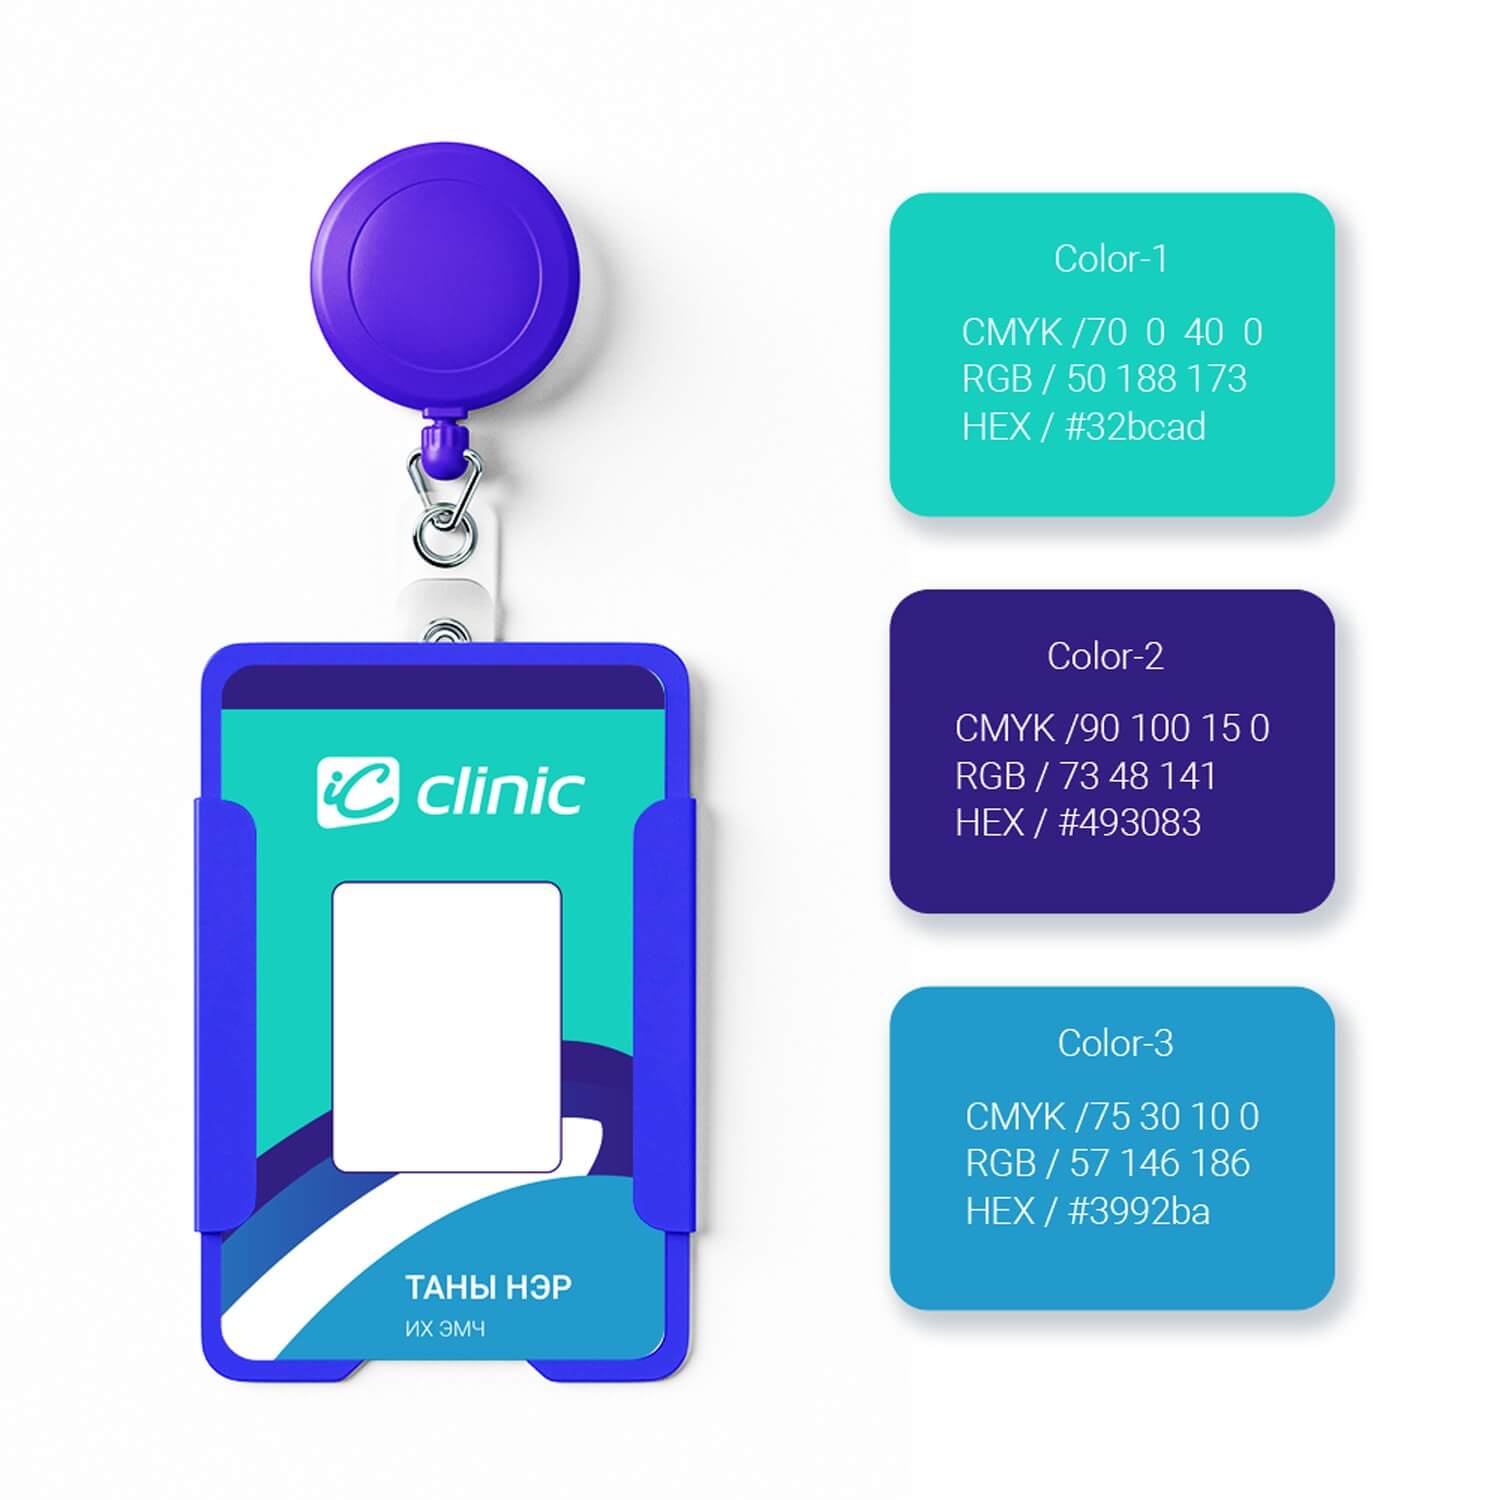 iC clinic
ТАНЫ НЭР
ИХ ЭМЧ
Color-1
CMYK /70 0 40 0
RGB / 50 188 173
HEX / #32bcad
Color-2
CMYK /90 100 15 0
RGB / 73 48 141
HEX / #493083
Color-3
CMYK /75 30 10 0
RGB / 57 146 186
HEX / #3992ba